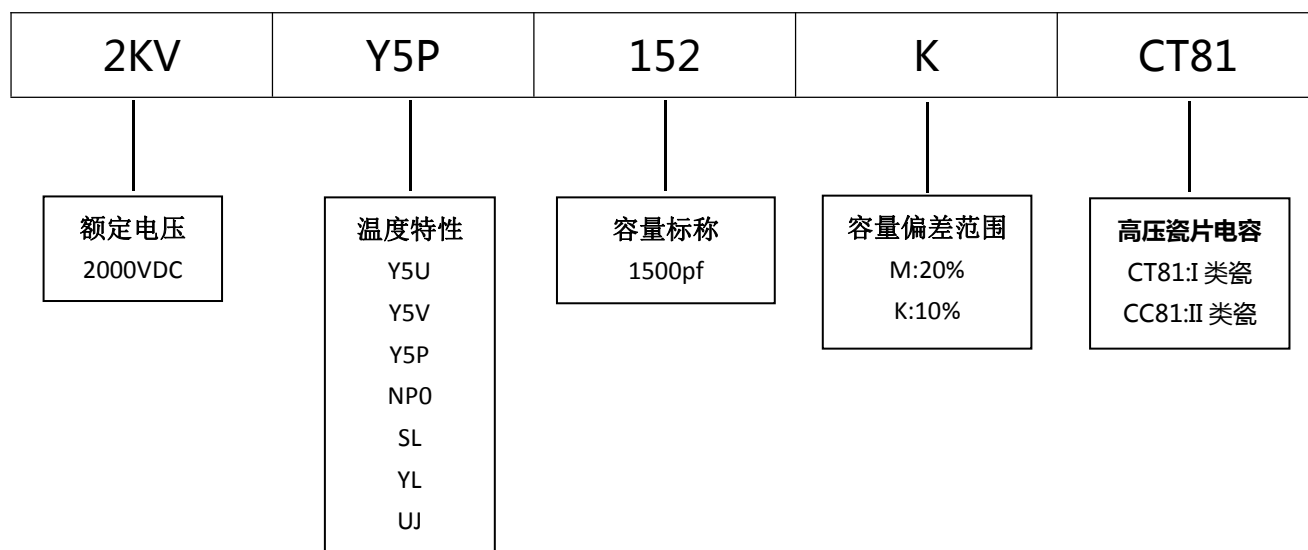 2KV Y5P 152 K CT81
额定电压
2000VDC
温度特性
Y5U
Y5V
Y5P
NP0
SL
YL
UJ
容量标称
1500pf
容量偏差范围
M:20%
K:10%
高压瓷片电容
CT81:I 类瓷
CC81:II 类瓷